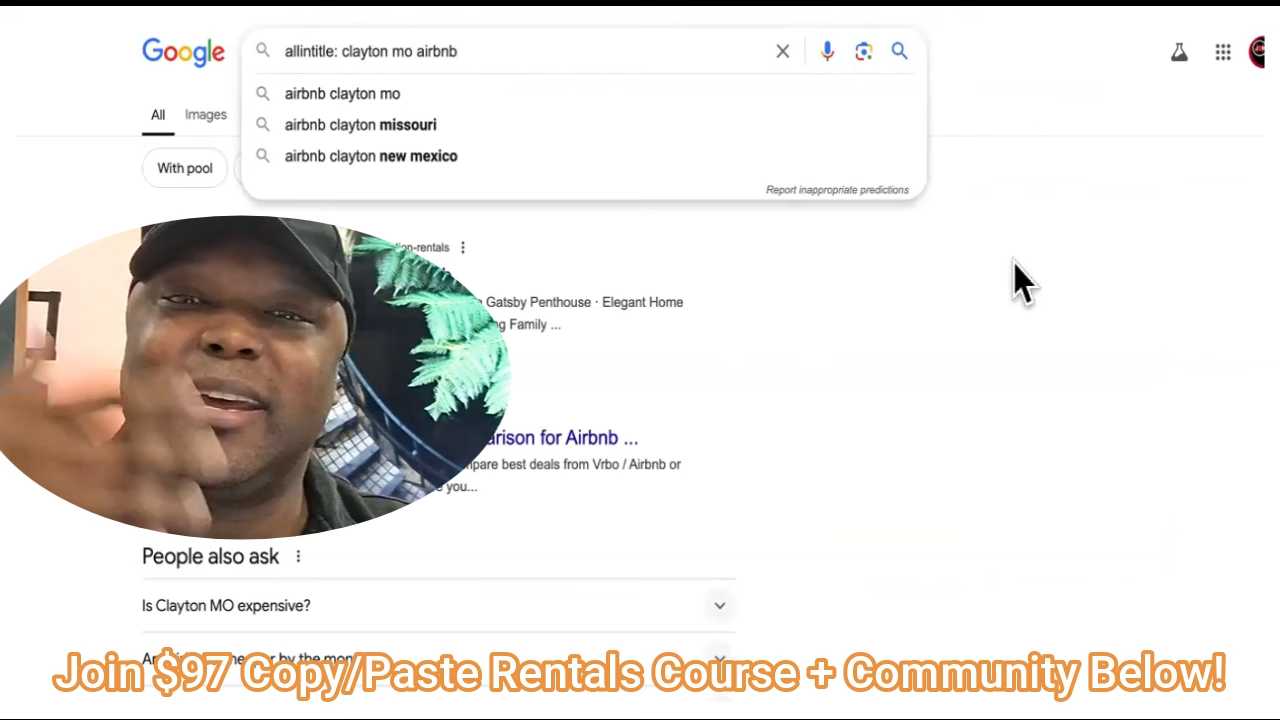 Google
allintitle: clayton mo airbnb
airbnb clayton mo
airbnb clayton missouri
airbnb clayton new mexico
Report inappropriate predictions
All Images
With pool
Gatsby Penthouse · Elegant Home
Family ...
for Airbnb ...
best deals from Vrbo / Airbnb or
you...
People also ask
Is Clayton MO expensive?
Join $97 Copy/Paste Rentals Course + Community Below!